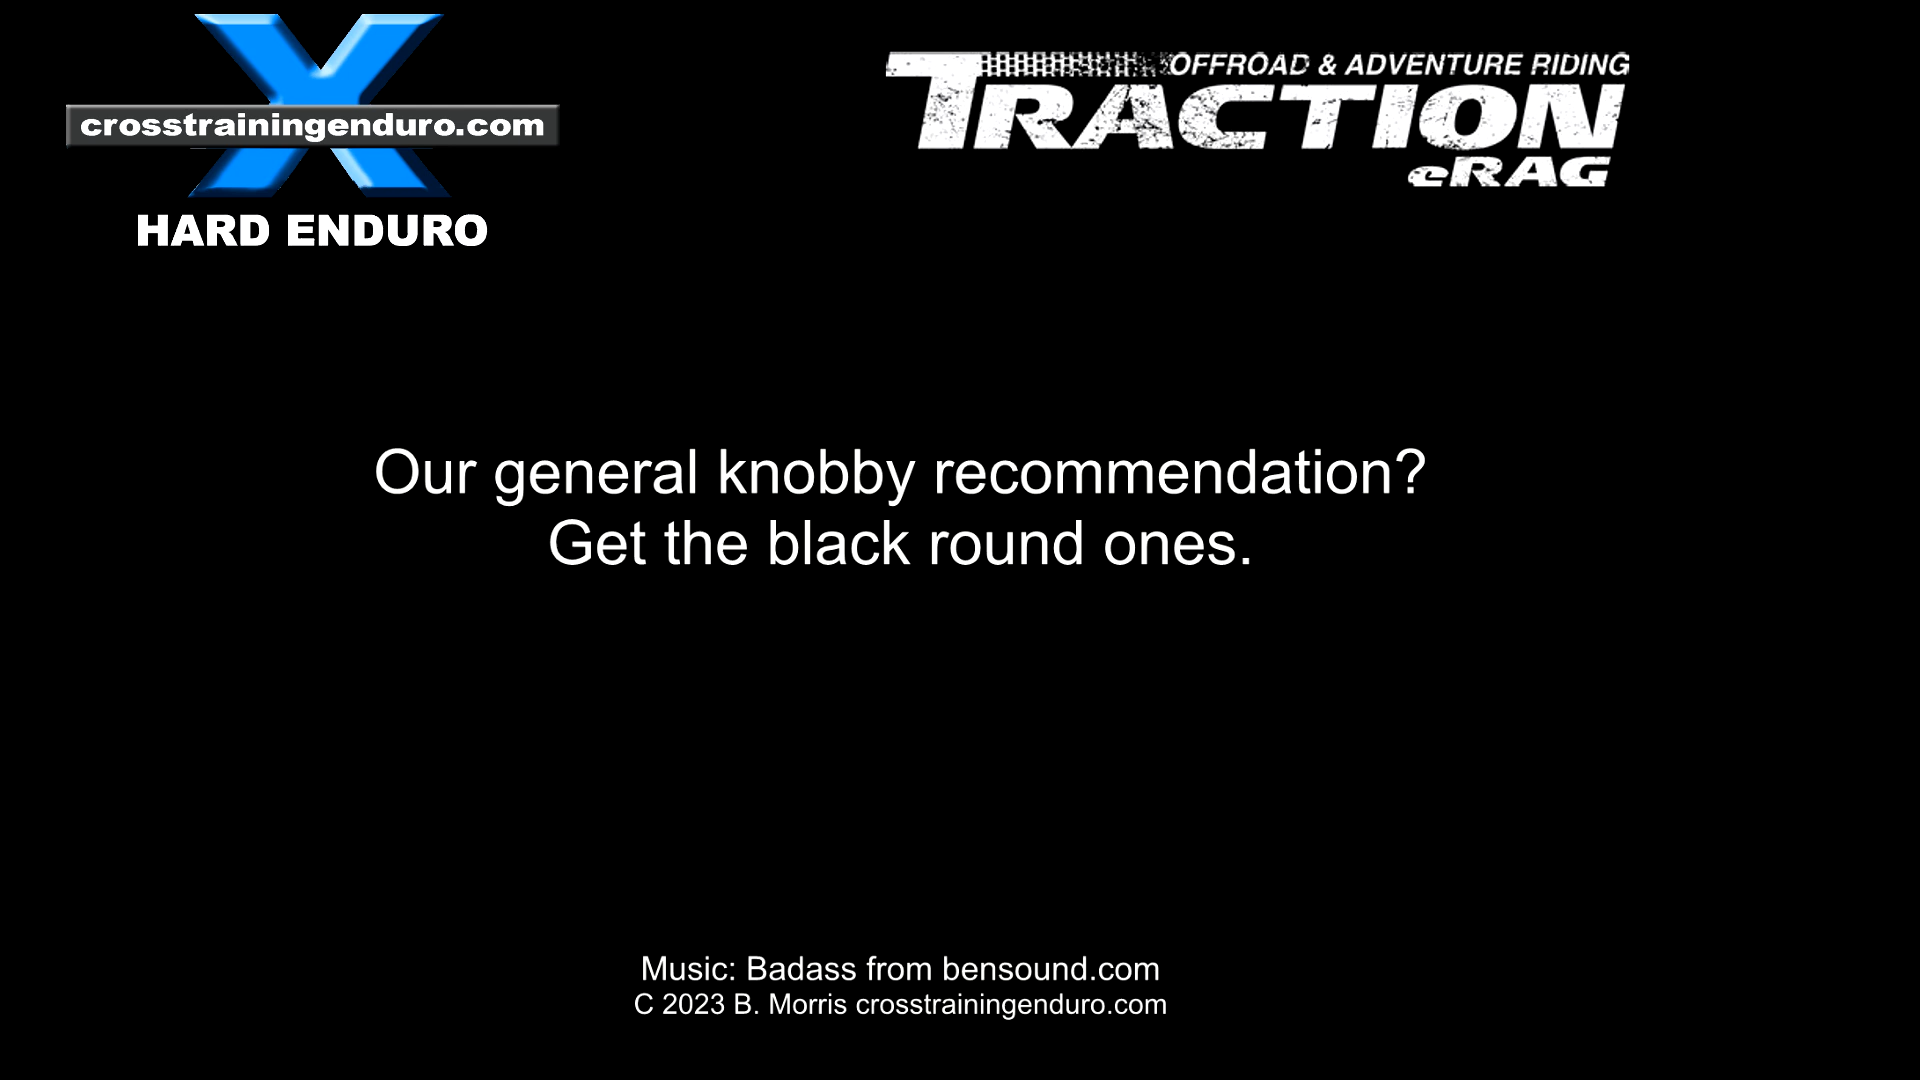 crosstrainingenduro.com
HARD ENDURO
OFFROAD & ADVENTURE RIDING
TRACTION
eRAG
Our general knobby recommendation?
Get the black round ones.
Music: Badass from bensound.com
C 2023 B. Morris crosstrainingenduro.com